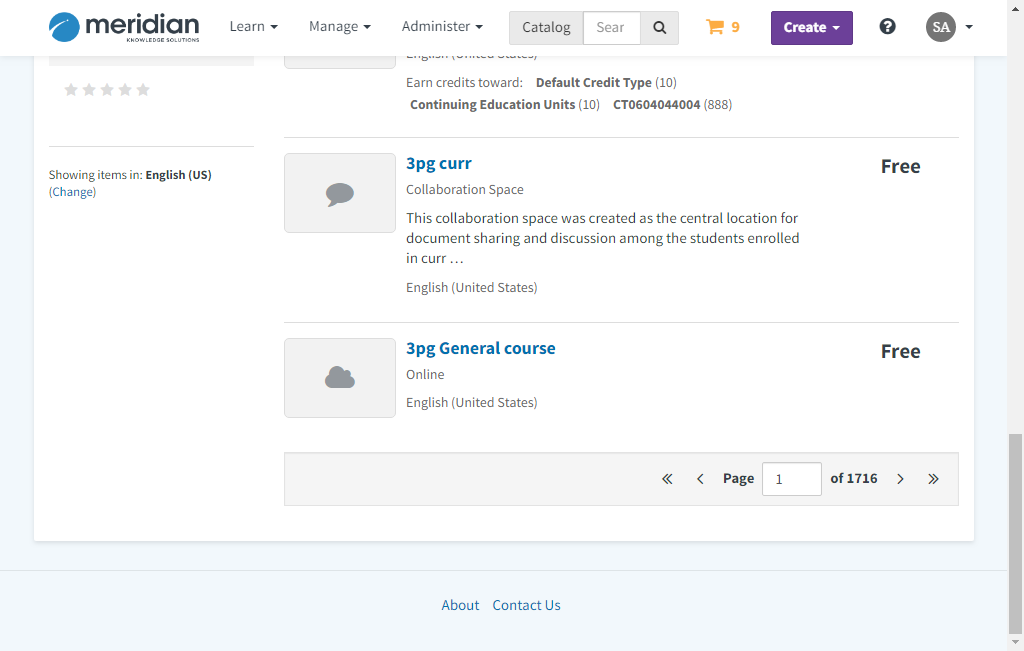 meridian
KNOWLEDGE SOLUTIONS
Learn
Manage
Administer
Catalog
Sear
9
Create
SA
English (United States)
Earn credits toward: Default Credit Type (10)
Continuing Education Units (10) CT0604044004 (888)
Showing items in: English (US)
(Change)
3pg curr
Free
Collaboration Space
This collaboration space was created as the central location for
document sharing and discussion among the students enrolled
in curr …
English (United States)
3pg General course
Free
Online
English (United States)
Page 1 of 1716
About Contact Us